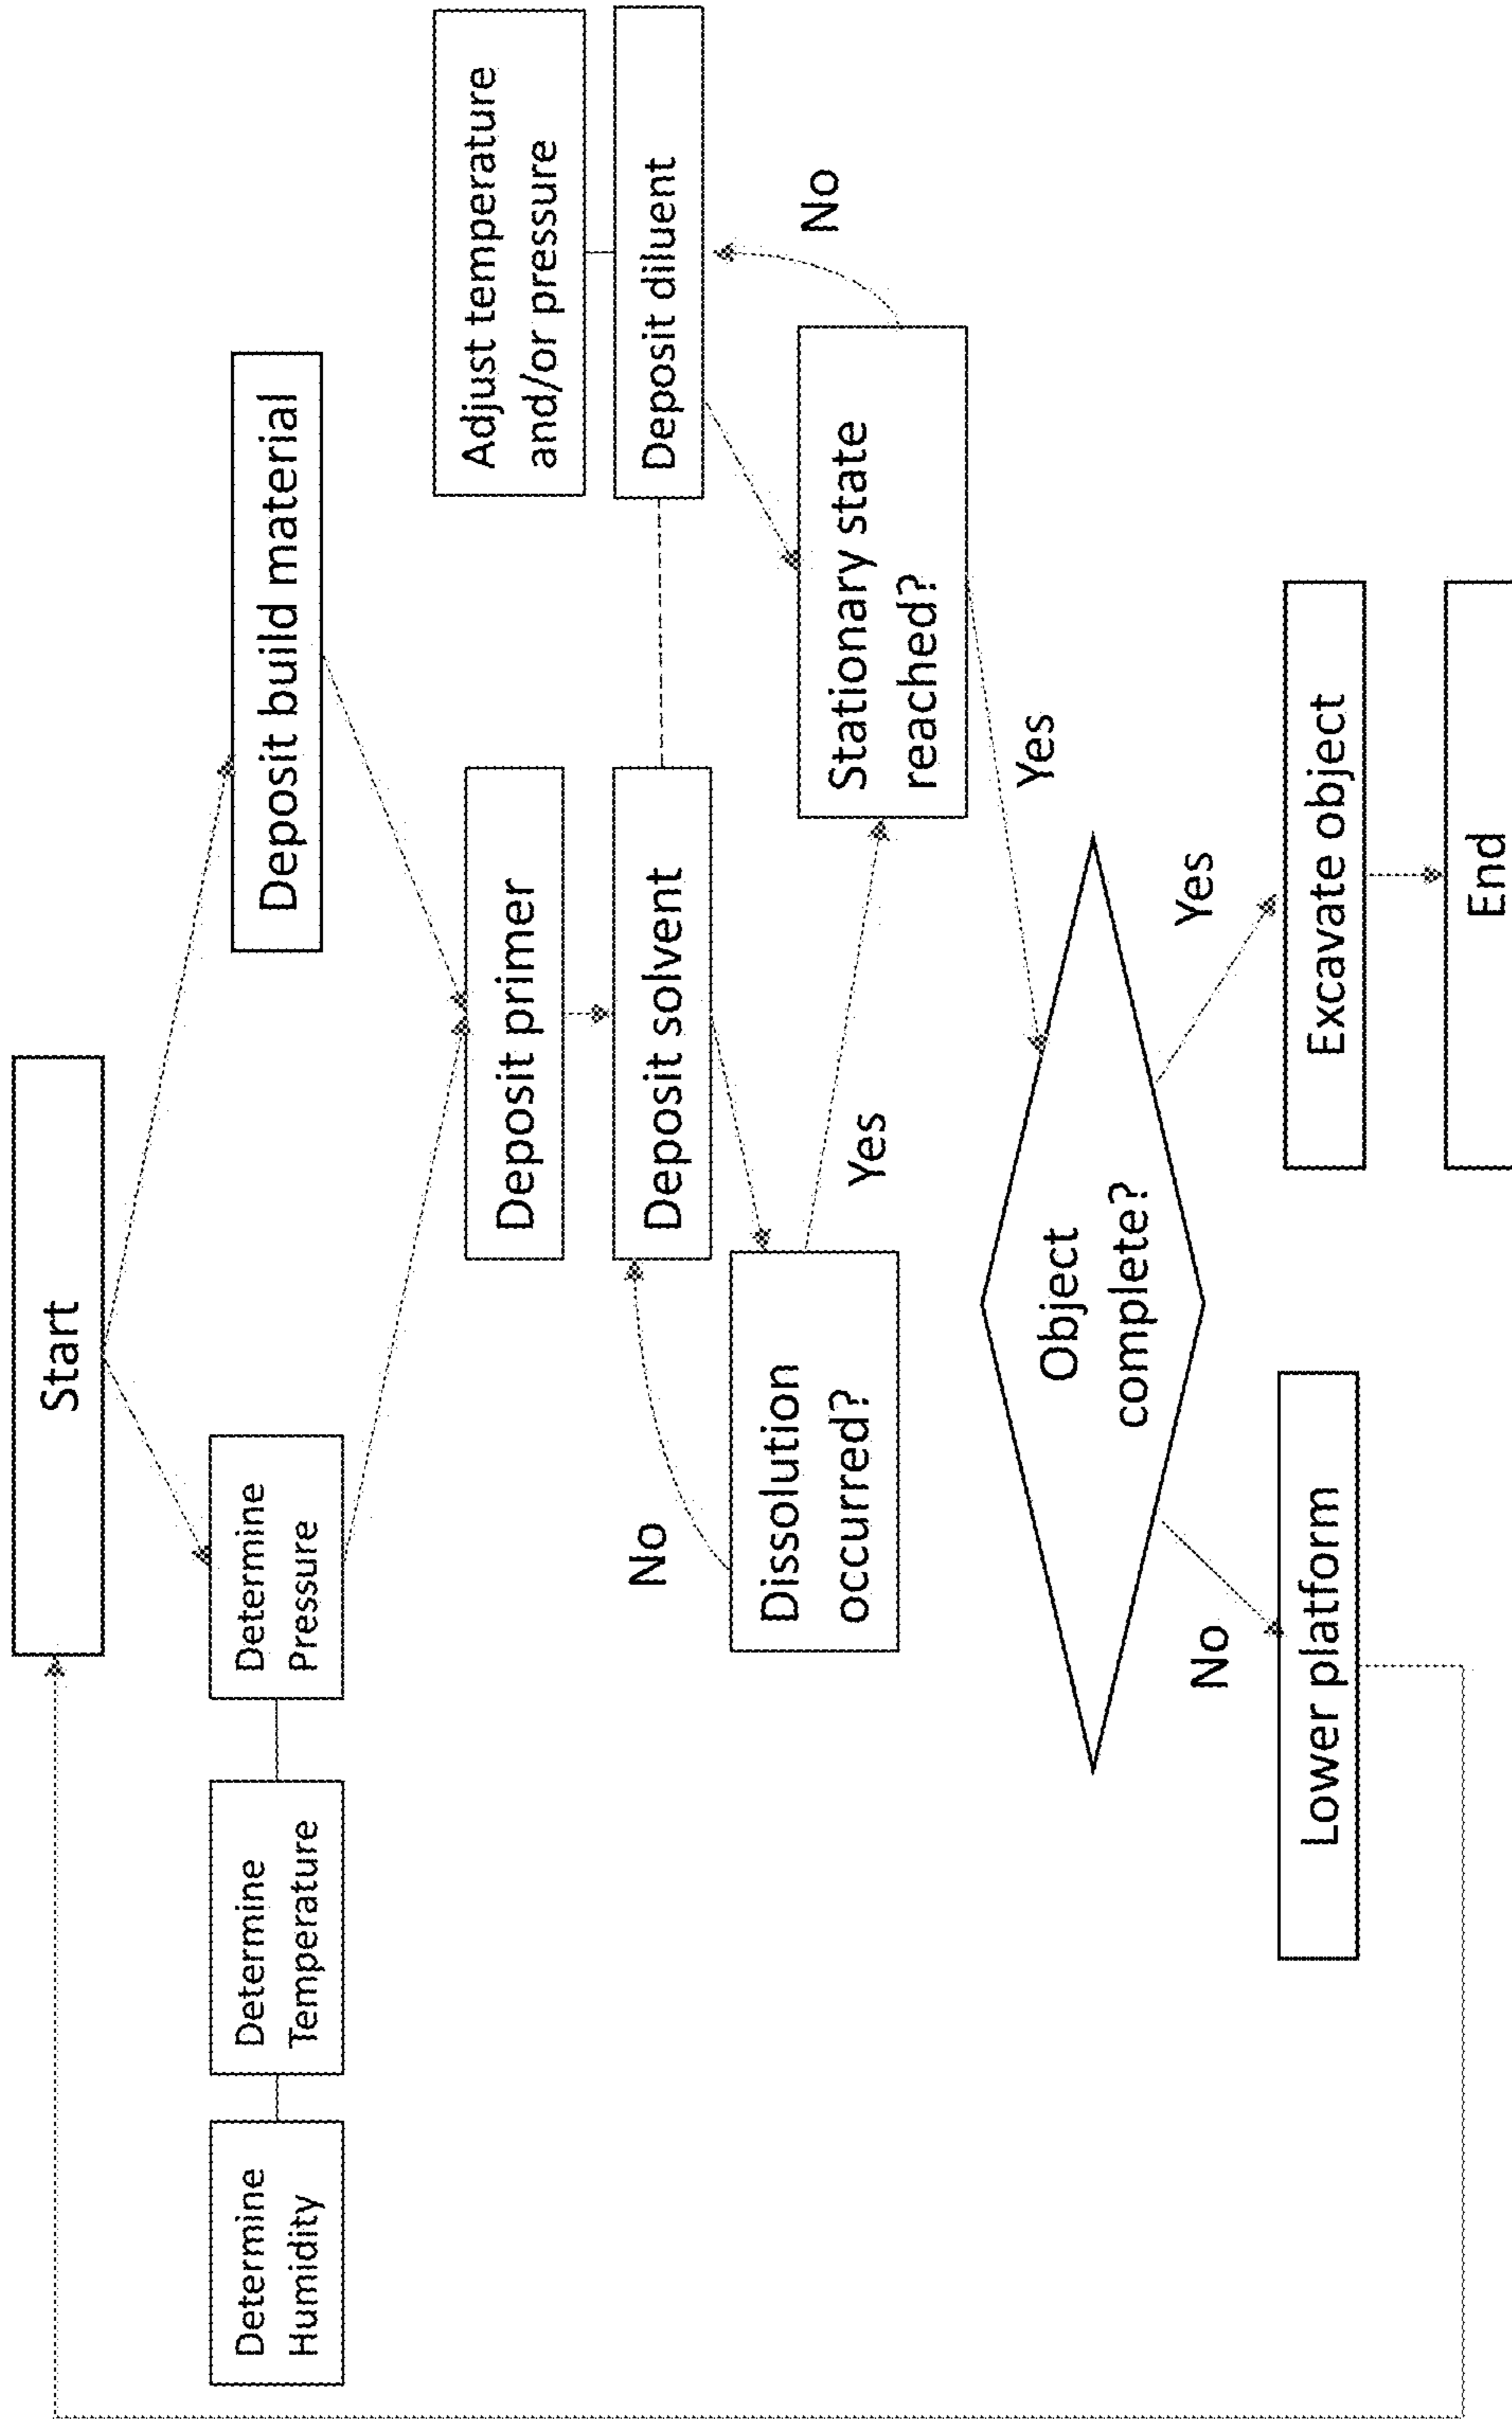 Start
Determine
Humidity
Determine
Temperature
Determine
Pressure
Deposit build material
Deposit primer
Adjust temperature
and/or pressure
Deposit solvent
Deposit diluent
No
No
Dissolution
occurred?
Yes
Stationary state
reached?
Yes
Object
complete?
No
Yes
Lower platform
Excavate object
End